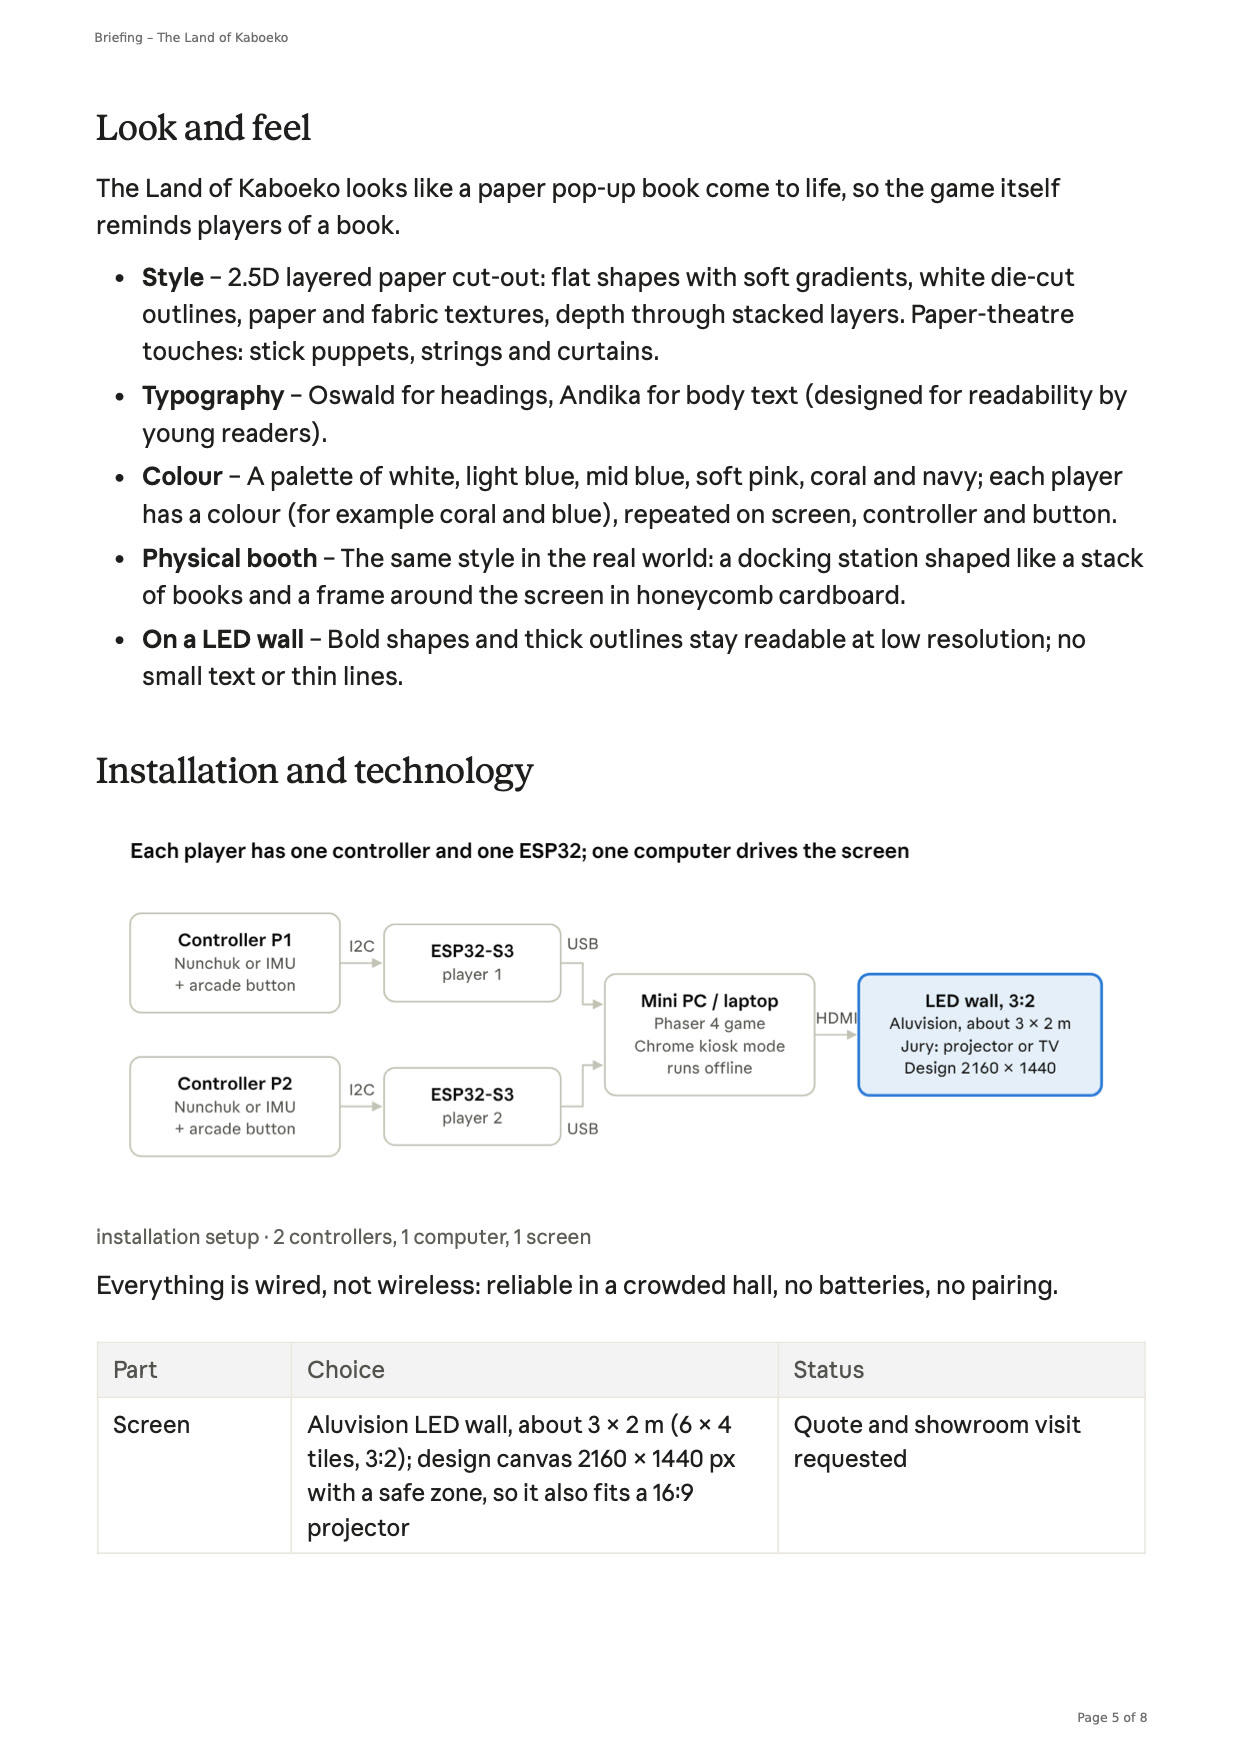 Briefing – The Land of Kaboeko
Look and feel
The Land of Kaboeko looks like a paper pop-up book come to life, so the game itself
reminds players of a book.
• Style – 2.5D layered paper cut-out: flat shapes with soft gradients, white die-cut
outlines, paper and fabric textures, depth through stacked layers. Paper-theatre
touches: stick puppets, strings and curtains.
• Typography – Oswald for headings, Andika for body text (designed for readability by
young readers).
• Colour – A palette of white, light blue, mid blue, soft pink, coral and navy; each player
has a colour (for example coral and blue), repeated on screen, controller and button.
• Physical booth – The same style in the real world: a docking station shaped like a stack
of books and a frame around the screen in honeycomb cardboard.
• On a LED wall – Bold shapes and thick outlines stay readable at low resolution; no
small text or thin lines.
Installation and technology
Each player has one controller and one ESP32; one computer drives the screen
Controller P1
Nunchuk or IMU
+ arcade button
I2C
ESP32-S3
player 1
USB
Controller P2
Nunchuk or IMU
+ arcade button
I2C
ESP32-S3
player 2
USB
Mini PC / laptop
Phaser 4 game
Chrome kiosk mode
runs offline
HDMI
LED wall, 3:2
Aluvision, about 3 × 2 m
Jury: projector or TV
Design 2160 × 1440
installation setup · 2 controllers, 1 computer, 1 screen
Everything is wired, not wireless: reliable in a crowded hall, no batteries, no pairing.
Part
Choice
Status
Screen
Aluvision LED wall, about 3 × 2 m (6 × 4
tiles, 3:2); design canvas 2160 × 1440 px
with a safe zone, so it also fits a 16:9
projector
Quote and showroom visit
requested
Page 5 of 8